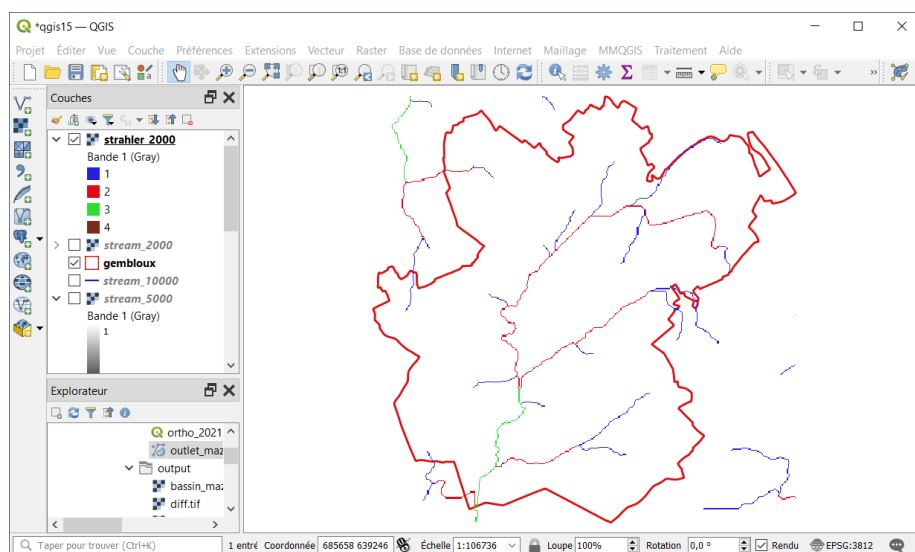 *qgis15 — QGIS
Projet Éditer Vue Couche Préférences Extensions Vecteur Raster Base de données Internet Maillage MMQGIS Traitement Aide
Couches
strahler_2000
Bande 1 (Gray)
1
2
3
4
stream_2000
gembloux
stream_10000
stream_5000
Bande 1 (Gray)
1
Explorateur
ortho_2021
outlet_maz
output
bassin_maz
diff.tif
Taper pour trouver (Ctrl+K) 1 entré Coordonnée 685658 639246 Échelle 1:106736 Loupe 100% Rotation 0,0 ° Rendu EPSG:3812